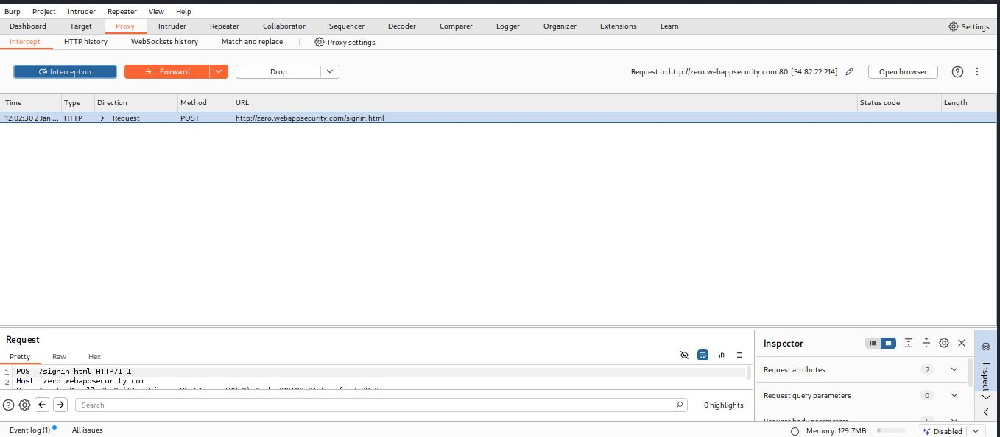 Burp Project Intruder Repeater View Help
Dashboard Target Proxy Intruder Repeater Collaborator Sequencer Decoder Comparer Logger Organizer Extensions Learn Settings
Intercept HTTP history WebSockets history Match and replace Proxy settings
Intercept on Forward Drop Request to http://zero.webappsecurity.com:80 [54.82.22.214] Open browser
Time Type Direction Method URL Status code Length
12:02:30 2 Jan ... HTTP → Request POST http://zero.webappsecurity.com/signin.html
Request Inspector
Pretty Raw Hex \n
Request attributes 2
1 POST /signin.html HTTP/1.1
2 Host: zero.webappsecurity.com
Inspect
Request query parameters 0
Search 0 highlights
Request body parameters 5
Event log (1) All issues Memory: 129.7MB Disabled